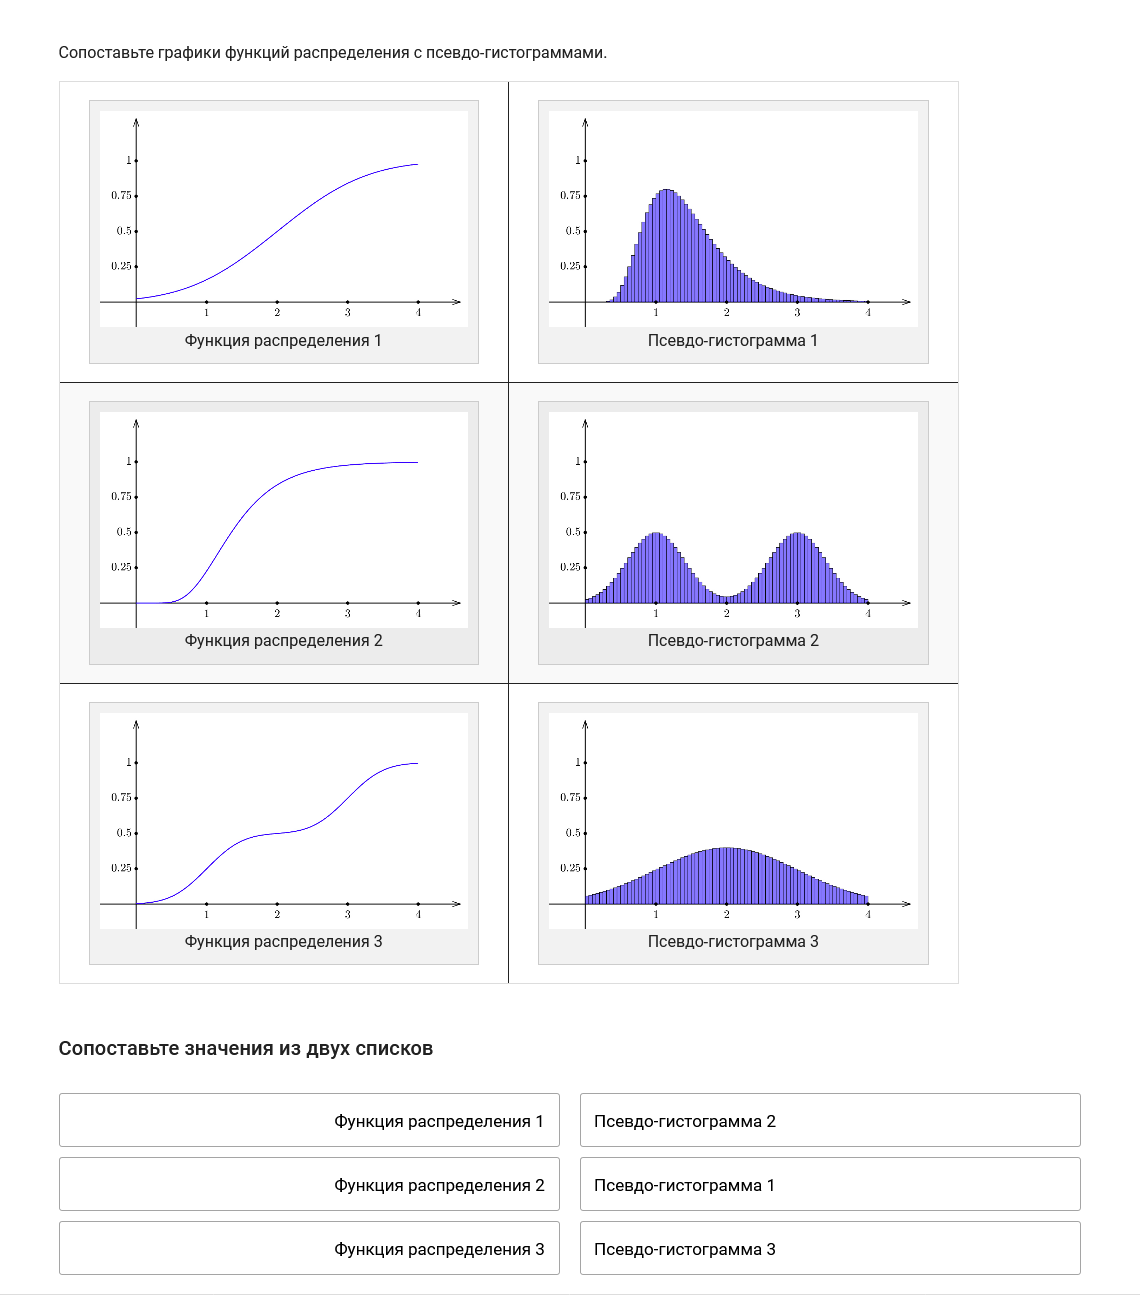 Сопоставьте графики функций распределения с псевдо-гистограммами.
1
0.75
0.5
0.25
1 2 3 4
Функция распределения 1
1
0.75
0.5
0.25
1 2 3 4
Псевдо-гистограмма 1
1
0.75
0.5
0.25
1 2 3 4
Функция распределения 2
1
0.75
0.5
0.25
1 2 3 4
Псевдо-гистограмма 2
1
0.75
0.5
0.25
1 2 3 4
Функция распределения 3
1
0.75
0.5
0.25
1 2 3 4
Псевдо-гистограмма 3
Сопоставьте значения из двух списков
Функция распределения 1
Псевдо-гистограмма 2
Функция распределения 2
Псевдо-гистограмма 1
Функция распределения 3
Псевдо-гистограмма 3